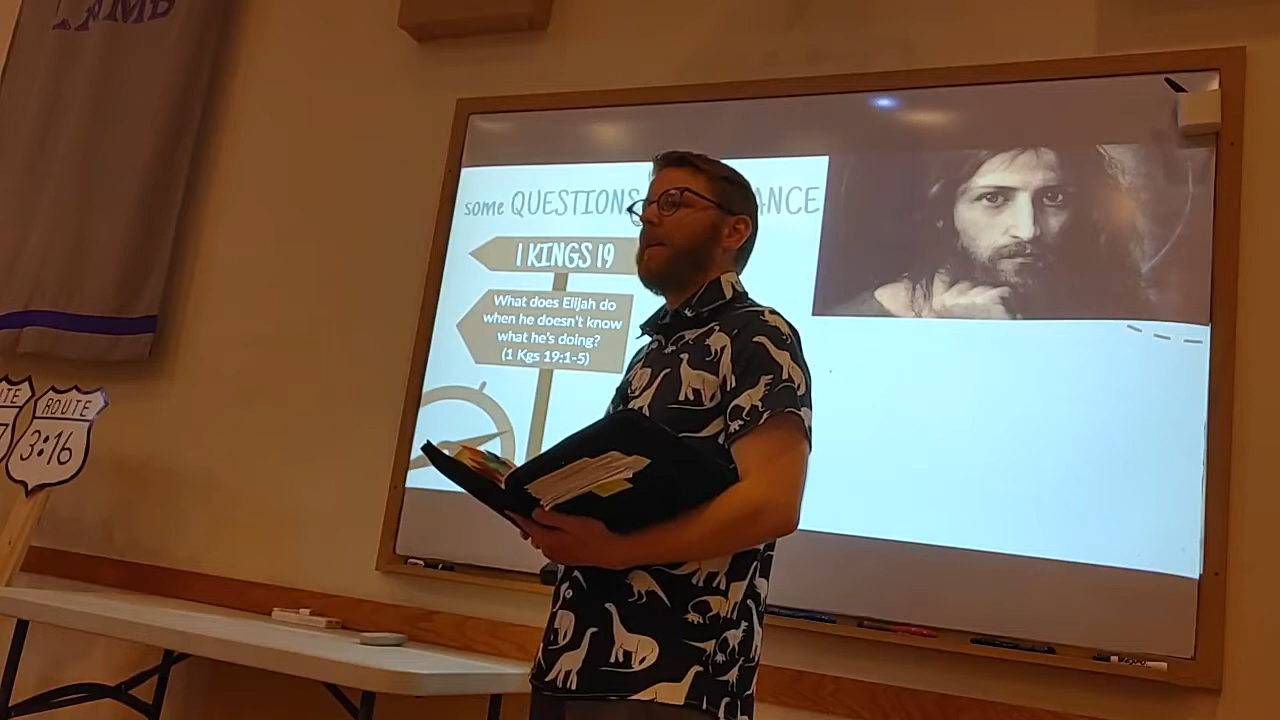 some QUESTIONS
1 KINGS 19
What does Elijah do
when he doesn't know
what he's doing?
(1 Kgs 19:1-5)
ROUTE
3:16